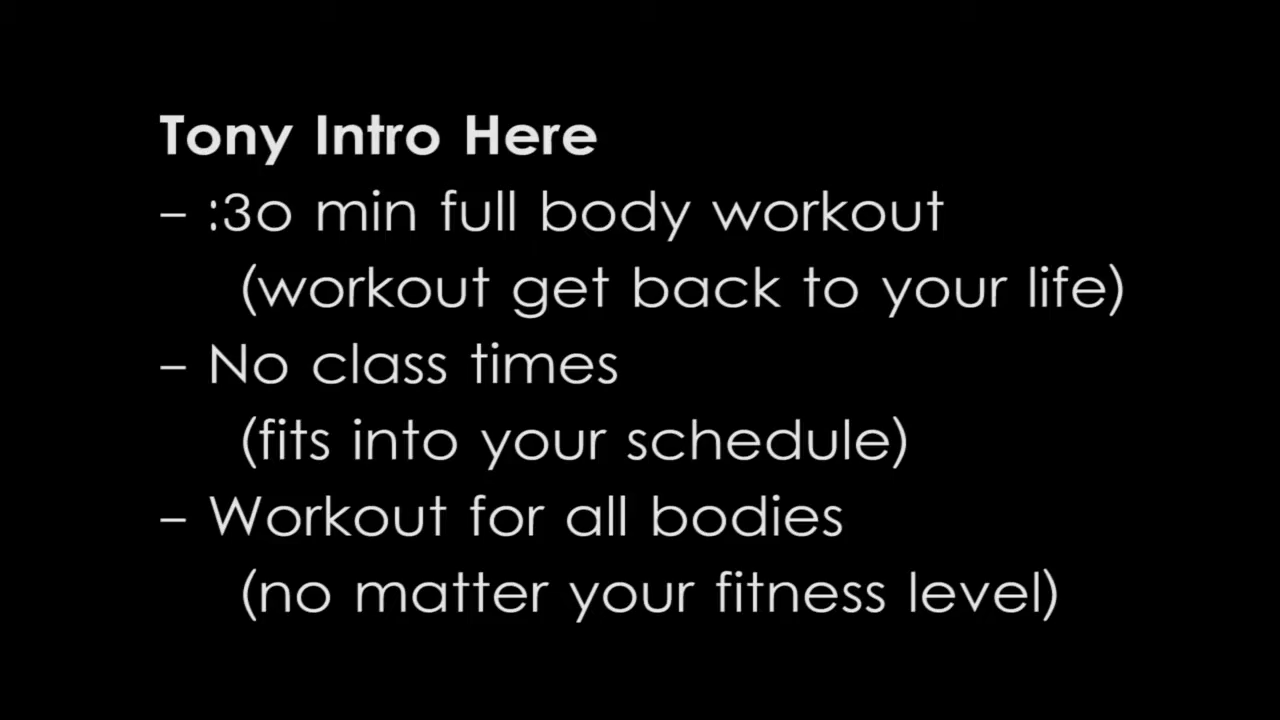 Tony Intro Here
– :3o min full body workout
(workout get back to your life)
– No class times
(fits into your schedule)
– Workout for all bodies
(no matter your fitness level)